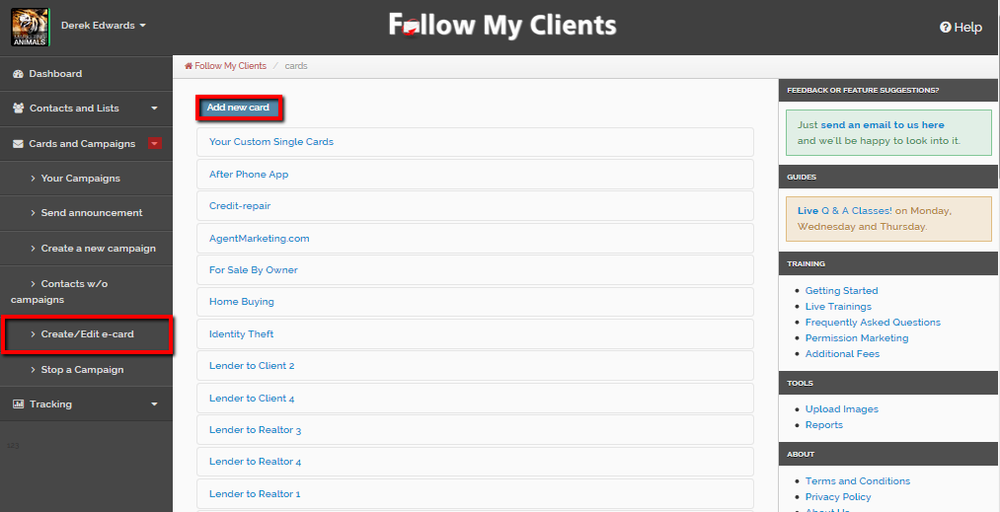 MARKETING
ANIMALS
Derek Edwards
Follow My Clients
Help
Dashboard
Contacts and Lists
Cards and Campaigns
Your Campaigns
Send announcement
Create a new campaign
Contacts w/o
campaigns
Create/Edit e-card
Stop a Campaign
Tracking
Follow My Clients / cards
Add new card
Your Custom Single Cards
After Phone App
Credit-repair
AgentMarketing.com
For Sale By Owner
Home Buying
Identity Theft
Lender to Client 2
Lender to Client 4
Lender to Realtor 3
Lender to Realtor 4
Lender to Realtor 1
FEEDBACK OR FEATURE SUGGESTIONS?
Just send an email to us here
and we'll be happy to look into it.
GUIDES
Live Q & A Classes! on Monday,
Wednesday and Thursday.
TRAINING
Getting Started
Live Trainings
Frequently Asked Questions
Permission Marketing
Additional Fees
TOOLS
Upload Images
Reports
ABOUT
Terms and Conditions
Privacy Policy
About Us